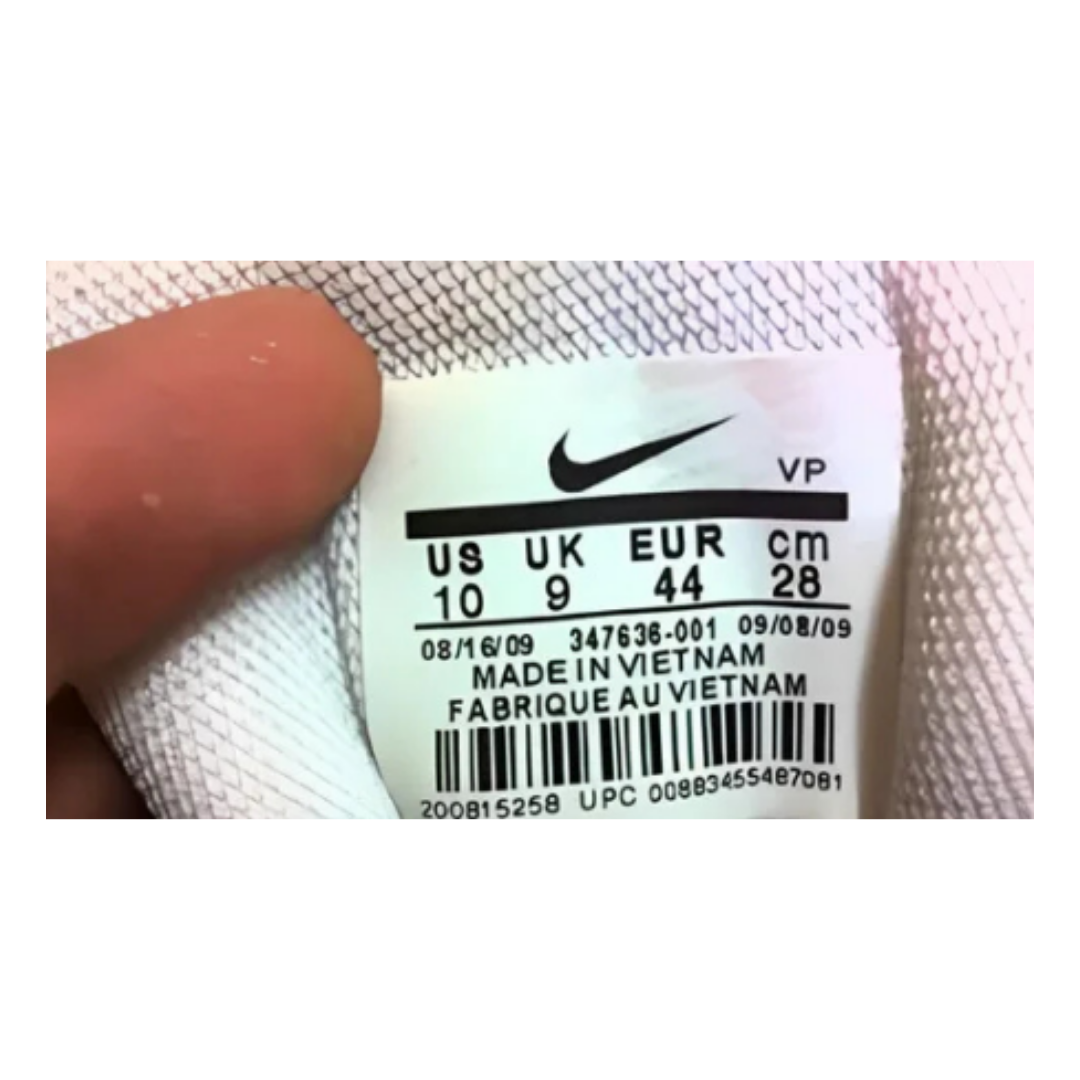 VP
US UK EUR cm
10 9 44 28
08/16/09 347636-001 09/08/09
MADE IN VIETNAM
FABRIQUE AU VIETNAM
200815258 UPC 00883455487081